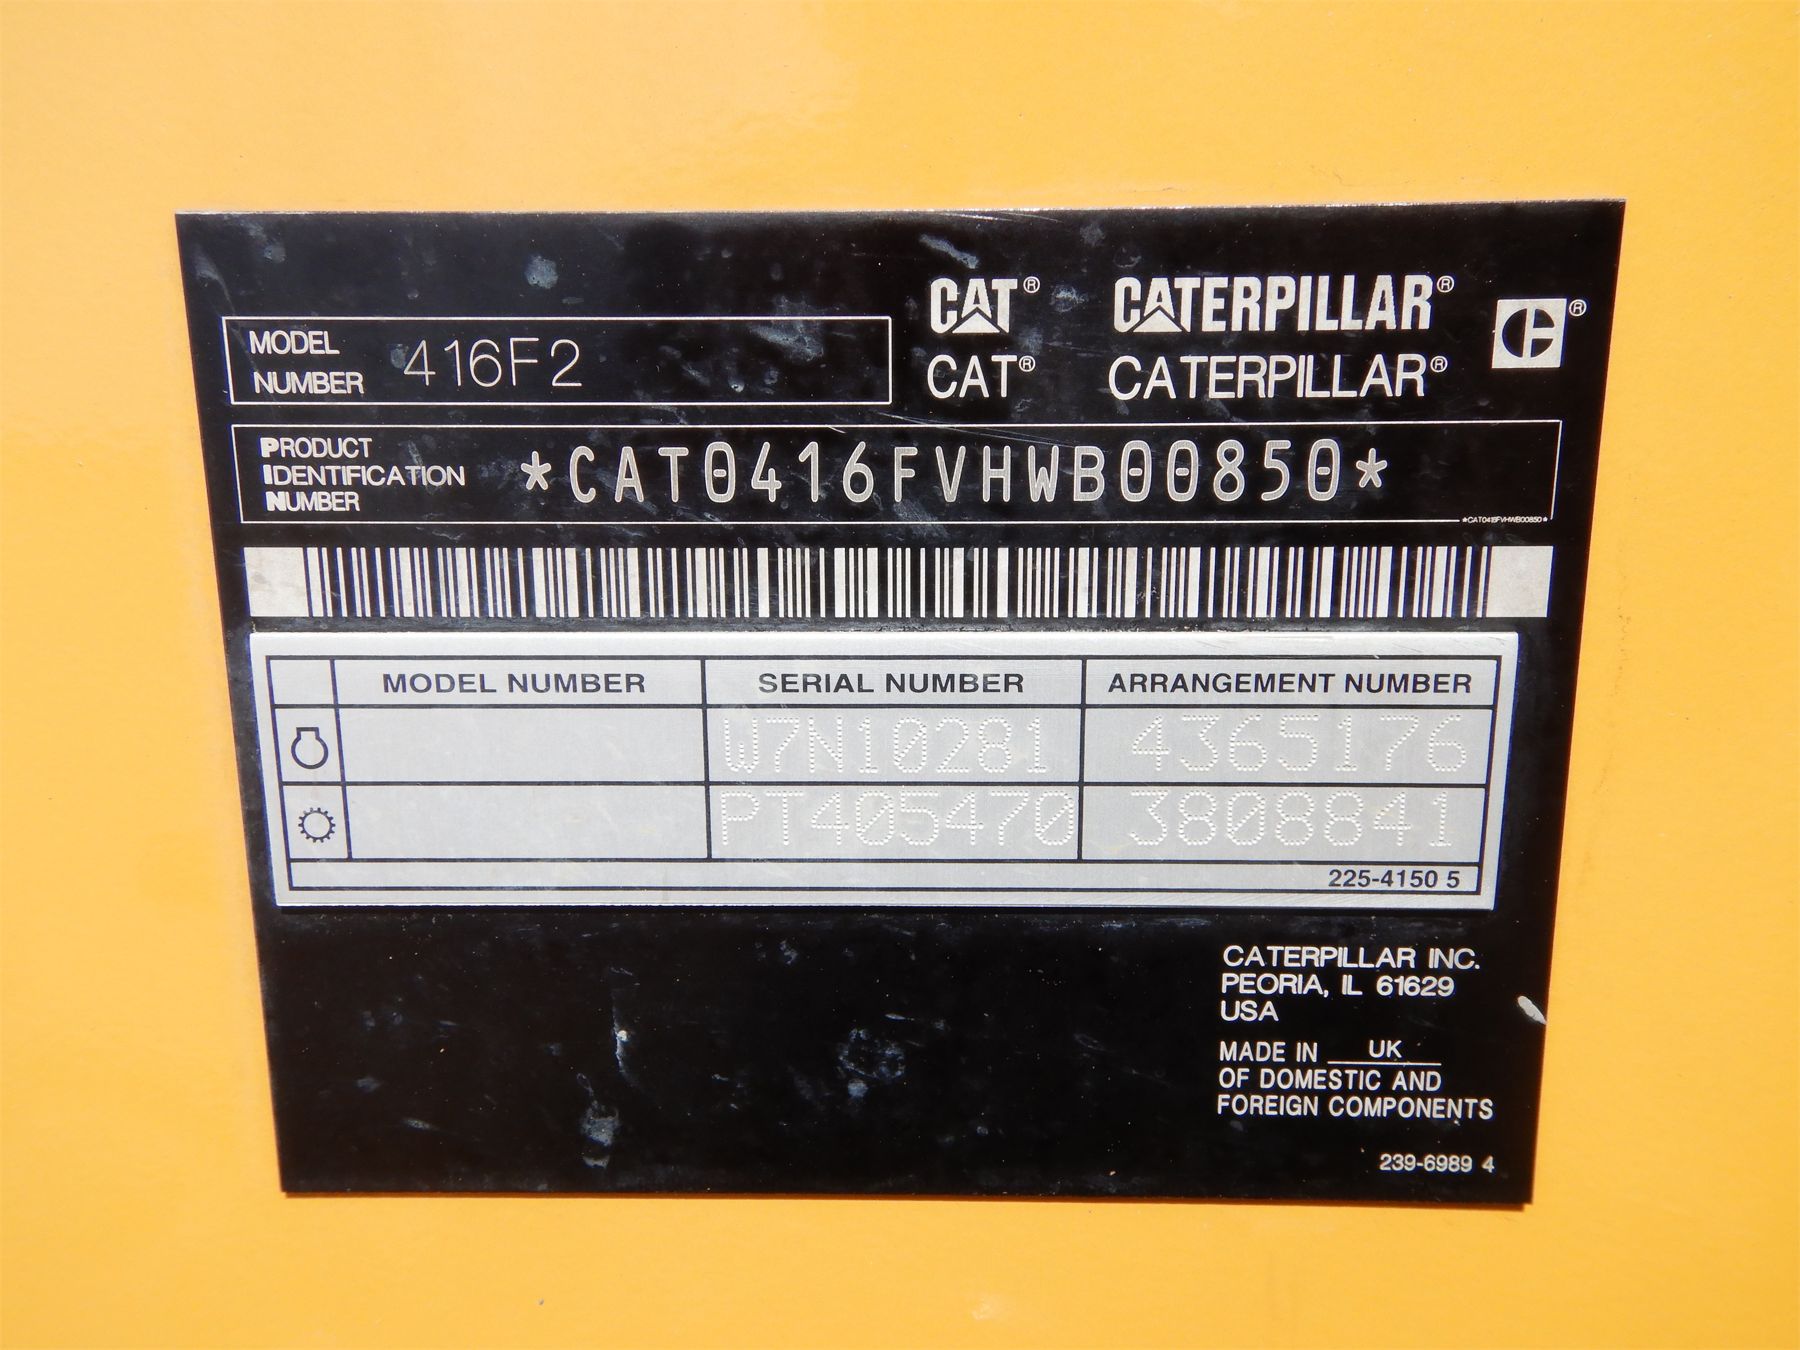 CAT® CATERPILLAR®
CAT® CATERPILLAR®
MODEL NUMBER 416F2
PRODUCT IDENTIFICATION NUMBER *CAT0416FVHWB00850*
*CAT0416FVHWB00850*
MODEL NUMBER SERIAL NUMBER ARRANGEMENT NUMBER
W7N10281 4365176
PT405470 3808841
225-4150 5
CATERPILLAR INC.
PEORIA, IL 61629
USA
MADE IN UK
OF DOMESTIC AND
FOREIGN COMPONENTS
239-6989 4